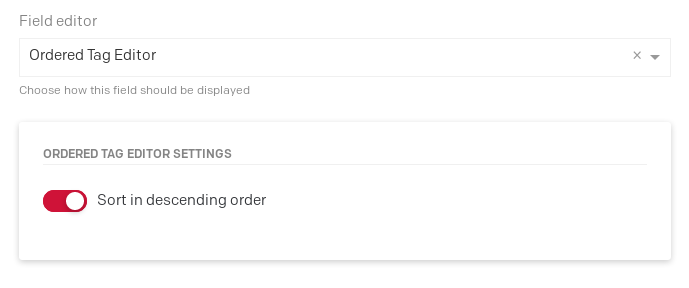 Field editor
Ordered Tag Editor ×
Choose how this field should be displayed
ORDERED TAG EDITOR SETTINGS
Sort in descending order